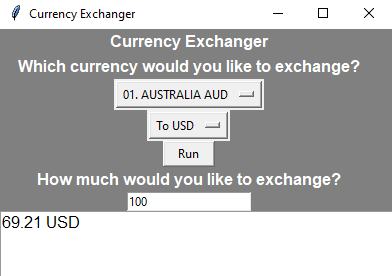 Currency Exchanger
Currency Exchanger
Which currency would you like to exchange?
01. AUSTRALIA AUD
To USD
Run
How much would you like to exchange?
100
69.21 USD